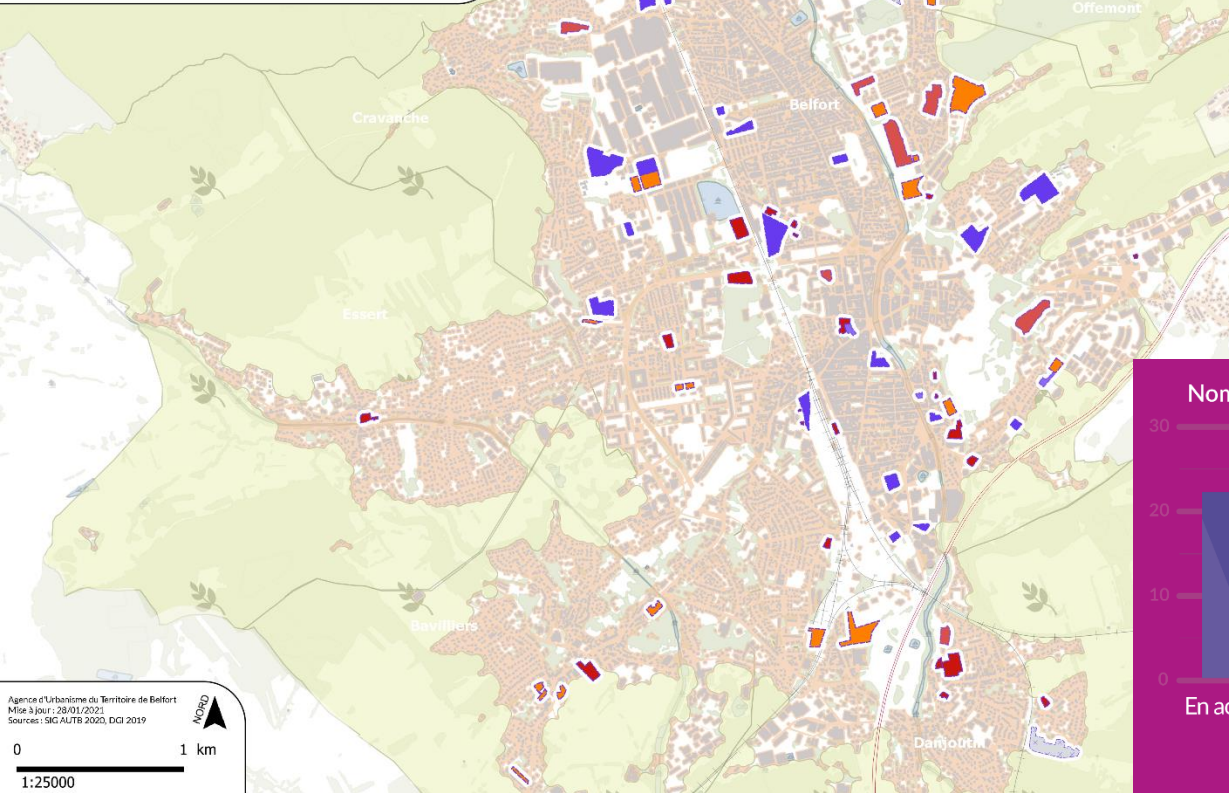 Offemont
Belfort
Cravanche
Essert
Bavilliers
Danjoutin
Nom
30
20
10
0
En ac
Agence d'Urbanisme du Territoire de Belfort
Mise à jour : 28/01/2021
Sources : SIG AUTB 2020, DGI 2019
NORD
0 1 km
1:25000